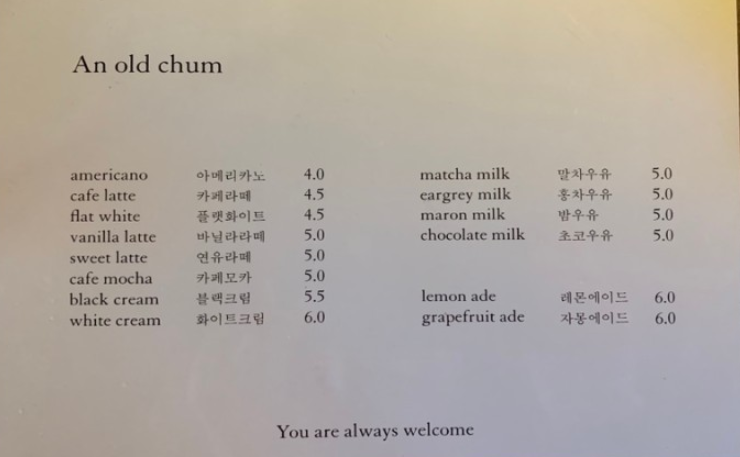 An old chum
americano 아메리카노 4.0
cafe latte 카페라떼 4.5
flat white 플랫화이트 4.5
vanilla latte 바닐라라떼 5.0
sweet latte 연유라떼 5.0
cafe mocha 카페모카 5.0
black cream 블랙크림 5.5
white cream 화이트크림 6.0
matcha milk 말차우유 5.0
eargrey milk 홍차우유 5.0
maron milk 밤우유 5.0
chocolate milk 초코우유 5.0
lemon ade 레몬에이드 6.0
grapefruit ade 자몽에이드 6.0
You are always welcome